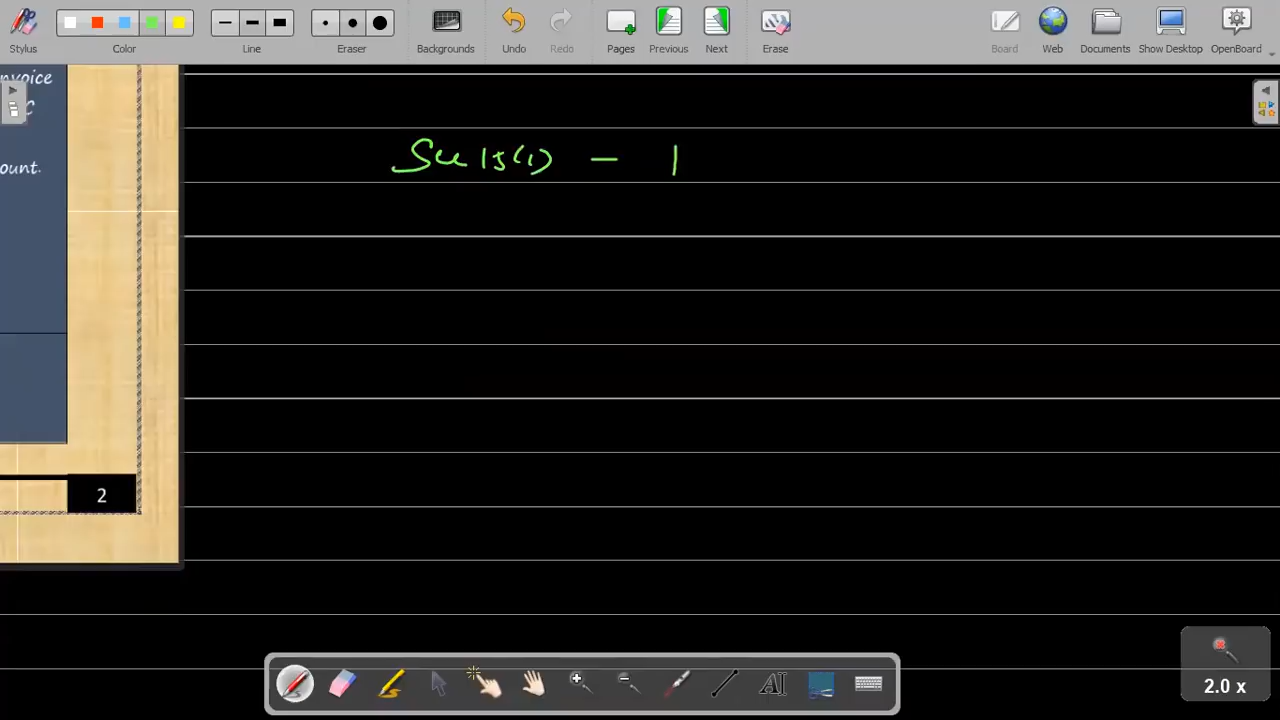 Stylus
Color
Line
Eraser
Backgrounds
Undo
Redo
Pages
Previous
Next
Erase
Board
Web
Documents
Show Desktop
OpenBoard
nvoice
C
ount.
Sec 15(1) - 1
2
2.0 x